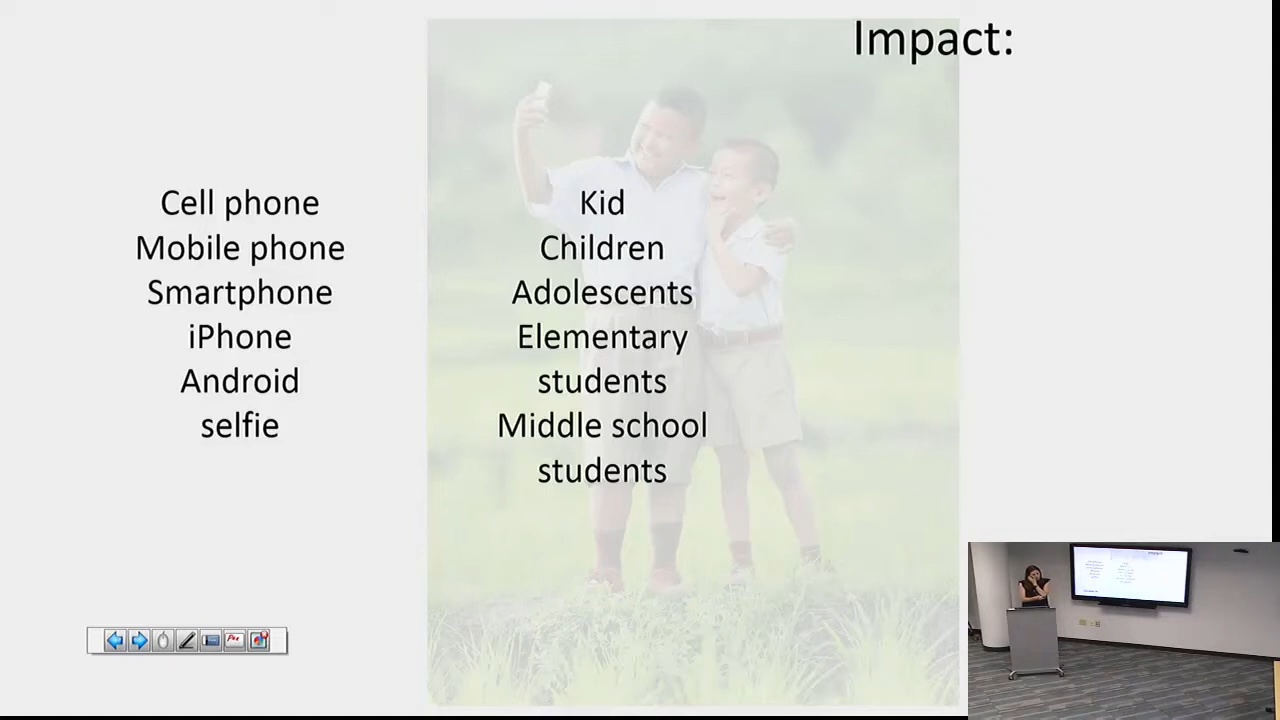 Impact:
Cell phone
Mobile phone
Smartphone
iPhone
Android
selfie
Kid
Children
Adolescents
Elementary
students
Middle school
students